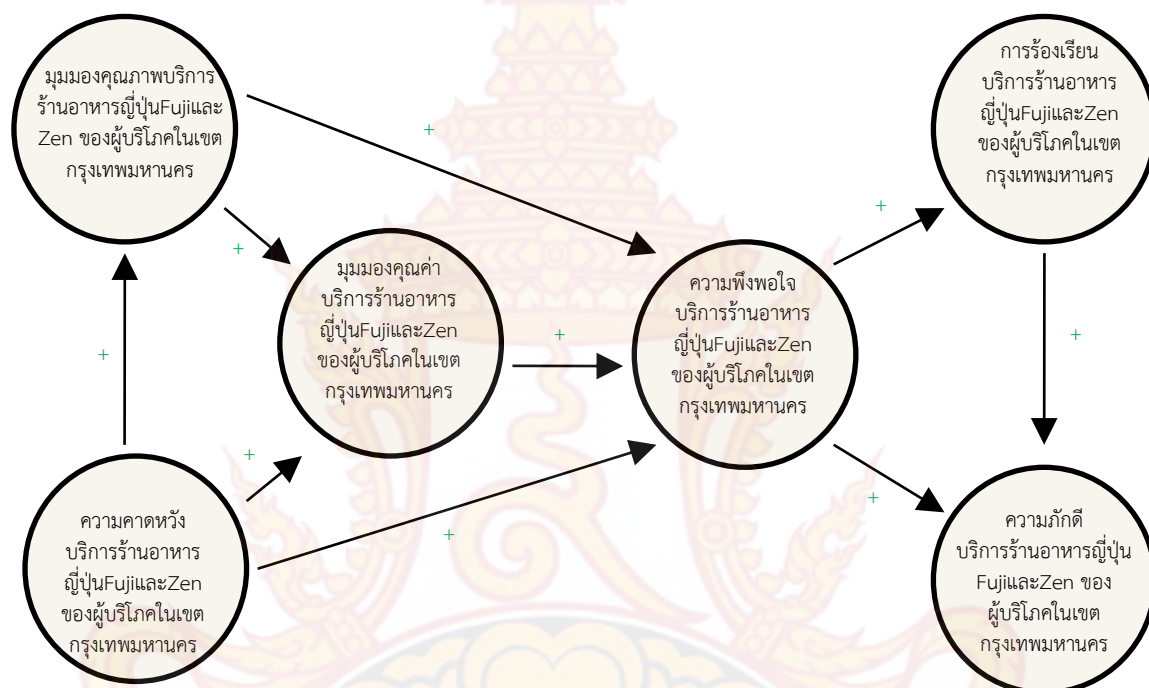 มุมมองคุณภาพบริการ
ร้านอาหารญี่ปุ่นFujiและ
Zen ของผู้บริโภคในเขต
กรุงเทพมหานคร
การร้องเรียน
บริการร้านอาหาร
ญี่ปุ่นFujiและZen
ของผู้บริโภคในเขต
กรุงเทพมหานคร
+
+
+
มุมมองคุณค่า
บริการร้านอาหาร
ญี่ปุ่นFujiและZen
ของผู้บริโภคในเขต
กรุงเทพมหานคร
ความพึงพอใจ
บริการร้านอาหาร
ญี่ปุ่นFujiและZen
ของผู้บริโภคในเขต
กรุงเทพมหานคร
+
+
+
+
+
+
ความคาดหวัง
บริการร้านอาหาร
ญี่ปุ่นFujiและZen
ของผู้บริโภคในเขต
กรุงเทพมหานคร
ความภักดี
บริการร้านอาหารญี่ปุ่น
FujiและZen ของ
ผู้บริโภคในเขต
กรุงเทพมหานคร